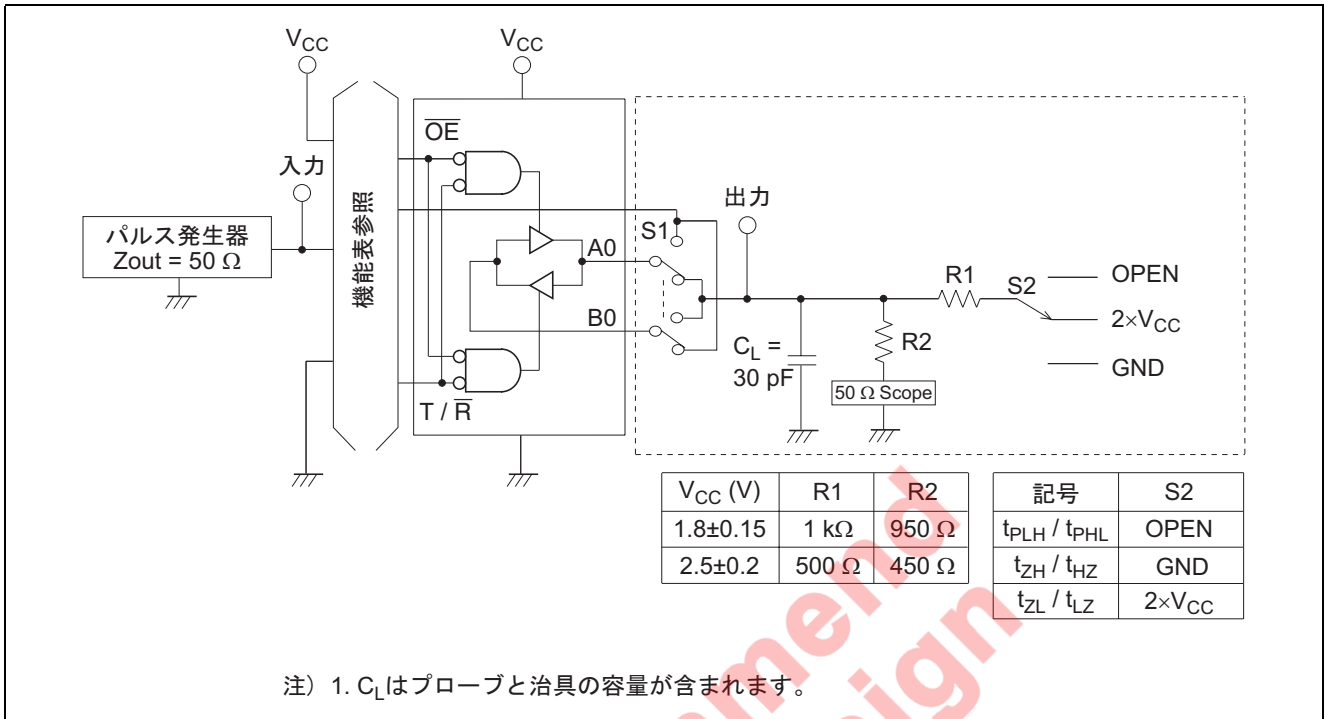 VCC
VCC
入力
パルス発生器
Zout = 50 Ω
機能表参照
OE
T / R
A0
B0
S1
出力
CL =
30 pF
R2
50 Ω Scope
R1
S2
OPEN
2×VCC
GND
VCC (V) R1 R2
1.8±0.15 1 kΩ 950 Ω
2.5±0.2 500 Ω 450 Ω
記号 S2
tPLH / tPHL OPEN
tZH / tHZ GND
tZL / tLZ 2×VCC
注）1. CLはプローブと治具の容量が含まれます。
mmend
sign